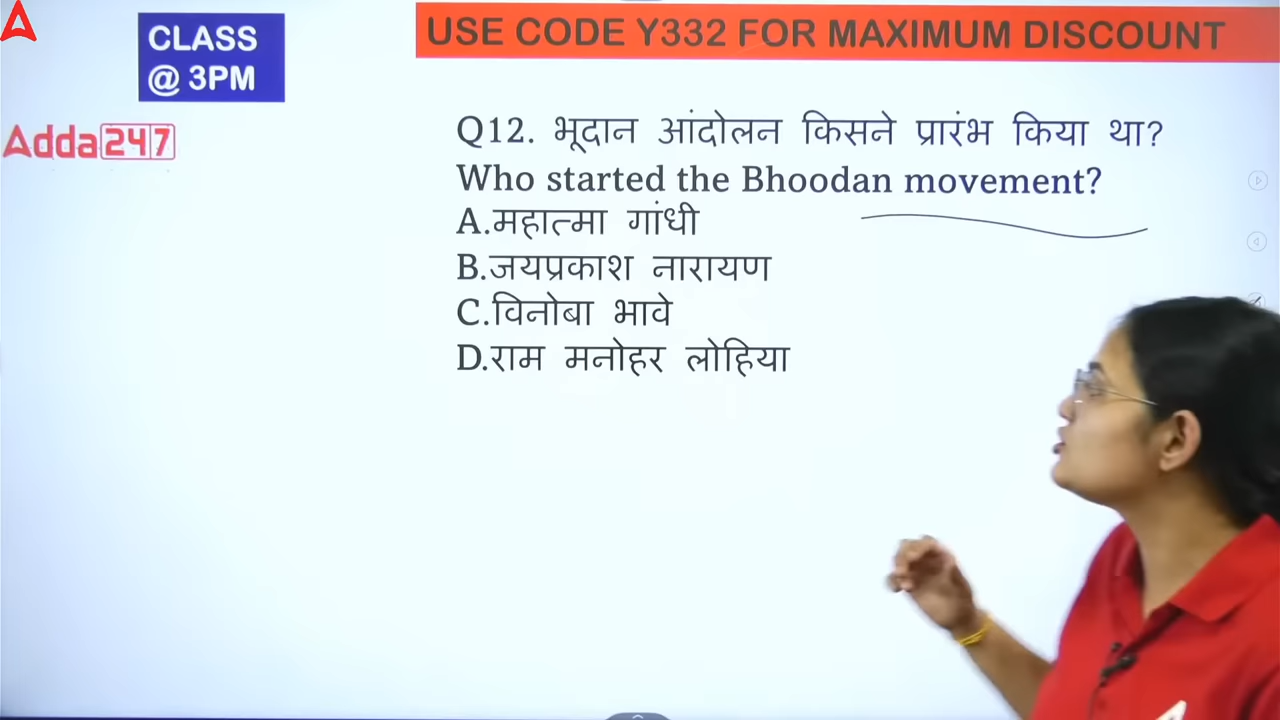 CLASS
@ 3PM
USE CODE Y332 FOR MAXIMUM DISCOUNT
Adda247
Q12. भूदान आंदोलन किसने प्रारंभ किया था?
Who started the Bhoodan movement?
A.महात्मा गांधी
B.जयप्रकाश नारायण
C.विनोबा भावे
D.राम मनोहर लोहिया